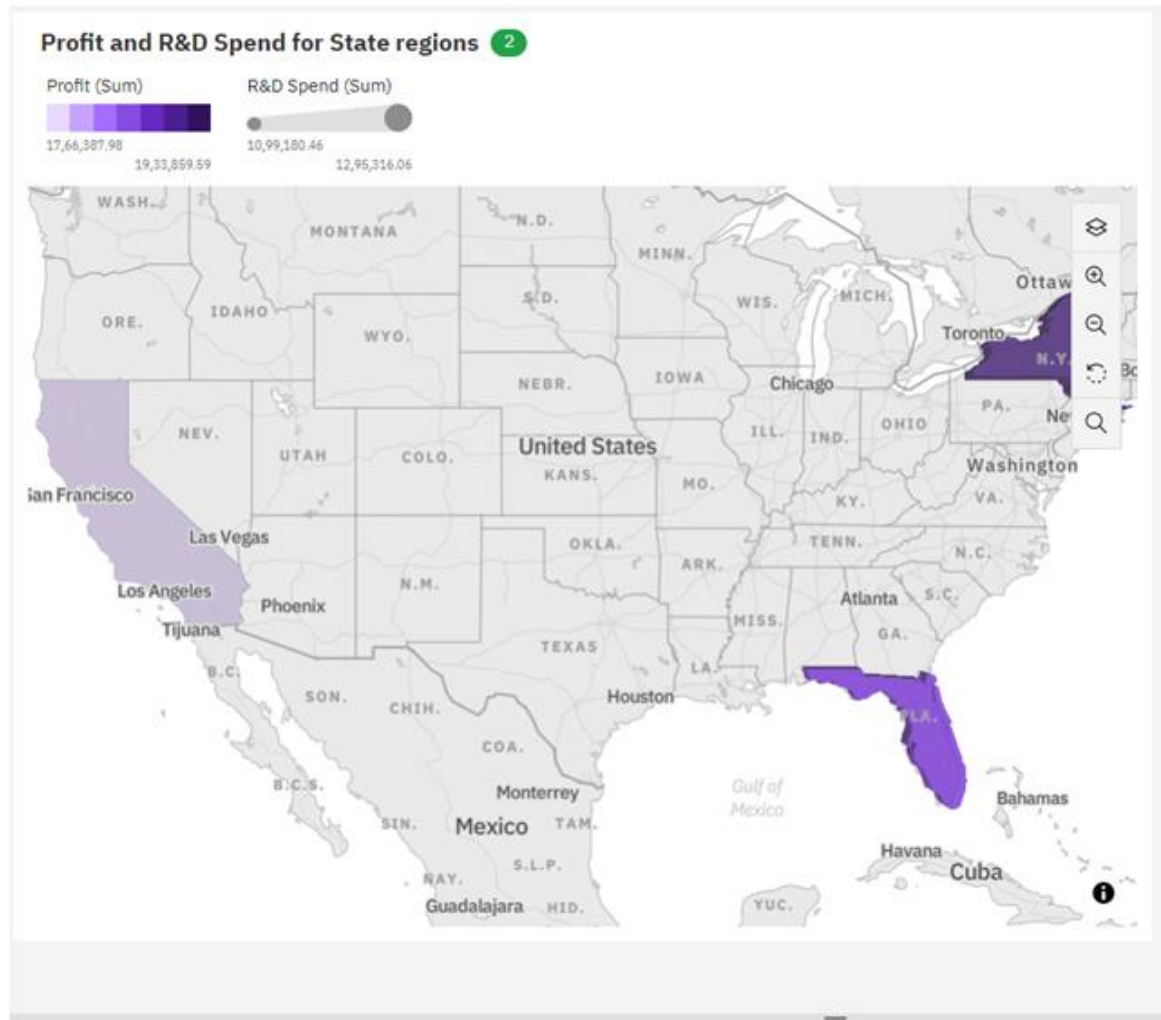 Profit and R&D Spend for State regions 2
Profit (Sum) R&D Spend (Sum)
17,66,387.98 10,99,180.46
19,33,859.59 12,95,316.06
WASH.
N.D.
MONTANA
MINN.
Ottaw
S.D.
MICH.
WIS.
IDAHO
ORE.
WYO.
Toronto
N.Y.
Bo
IOWA
NEBR.
Chicago
PA.
Ne
OHIO
NEV.
ILL.
IND.
United States
UTAH
COLO.
Washington
KANS.
MO.
San Francisco
KY.
VA.
Las Vegas
OKLA.
TENN.
N.C.
ARK.
N.M.
Los Angeles
Phoenix
Atlanta
S.C.
MISS.
Tijuana
GA.
TEXAS
B.C.
LA.
SON.
Houston
CHIH.
FLA.
COA.
B.C.S.
Gulf of
Mexico
Monterrey
Bahamas
SIN.
Mexico
TAM.
Havana
S.L.P.
Cuba
NAY.
Guadalajara
HID.
YUC.